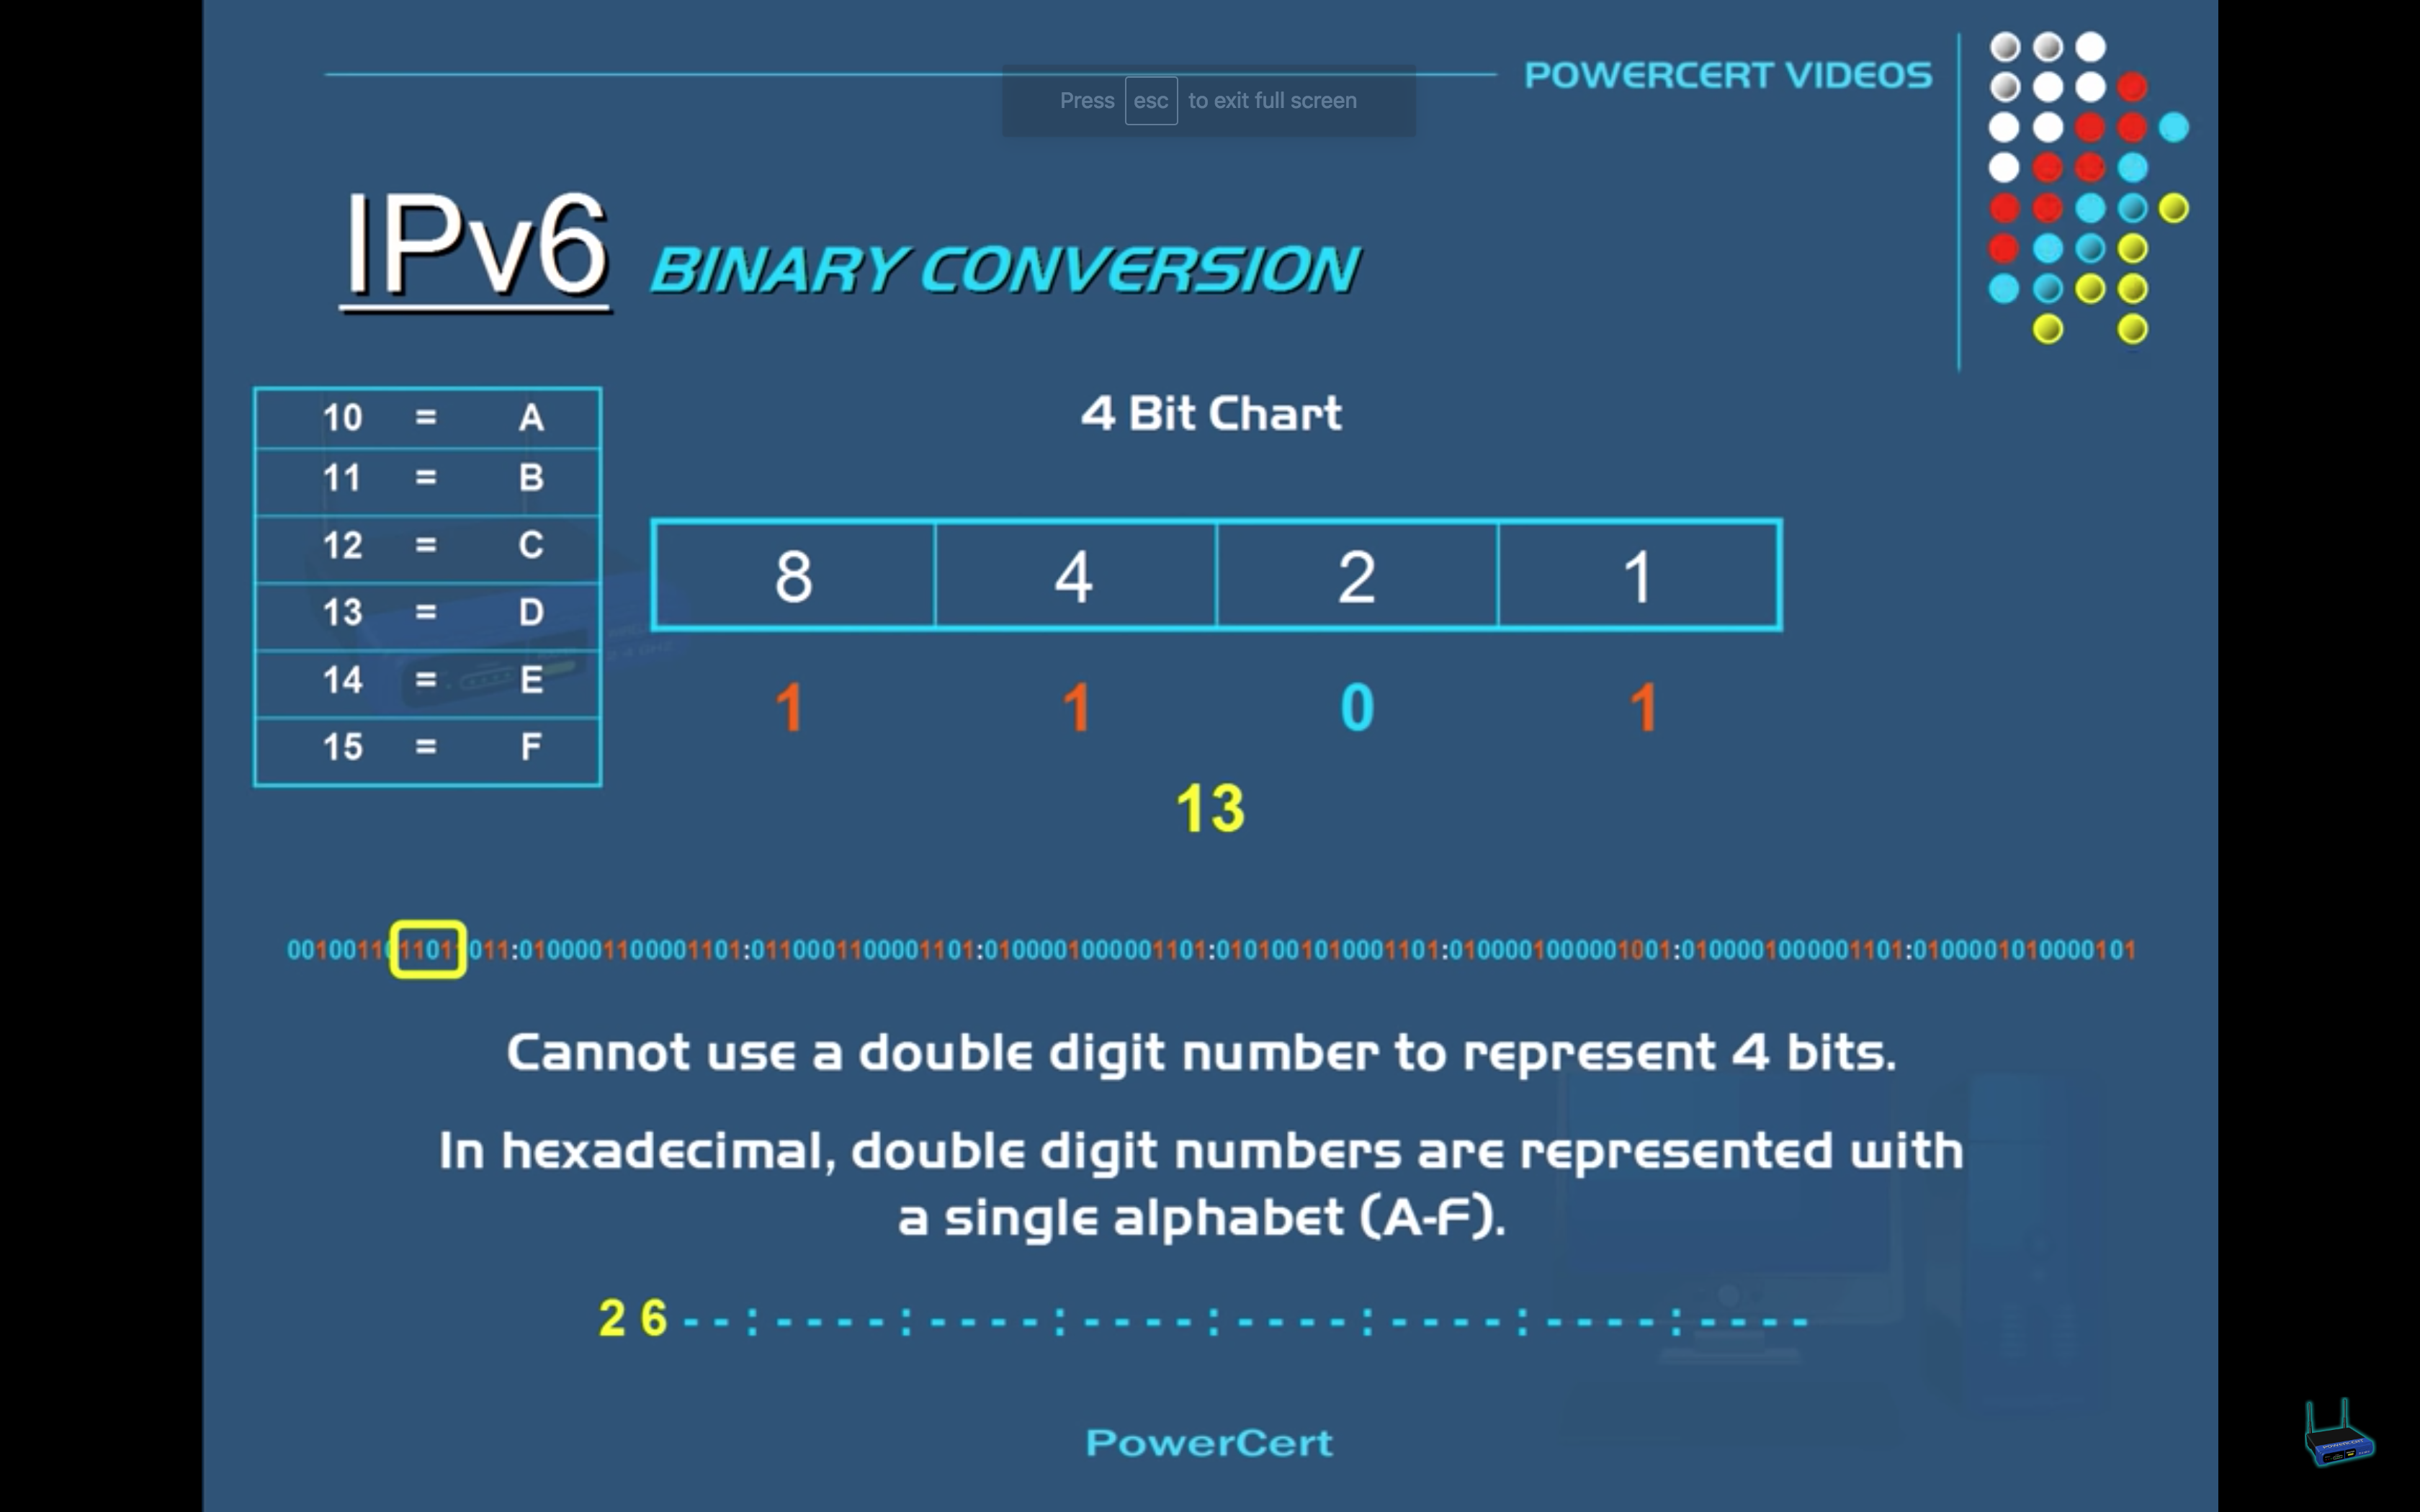 POWERCERT VIDEOS
Press esc to exit full screen
IPv6 BINARY CONVERSION
10 = A
11 = B
12 = C
13 = D
14 = E
15 = F
4 Bit Chart
8 4 2 1
1 1 0 1
13
0010011011011011:0100001100001101:0110001100001101:0100001000001101:0101001010001101:0100001000001001:0100001000001101:0100001010000101
Cannot use a double digit number to represent 4 bits.
In hexadecimal, double digit numbers are represented with
a single alphabet (A-F).
2 6 - - : - - - - : - - - - : - - - - : - - - - : - - - - : - - - - : - - - -
PowerCert